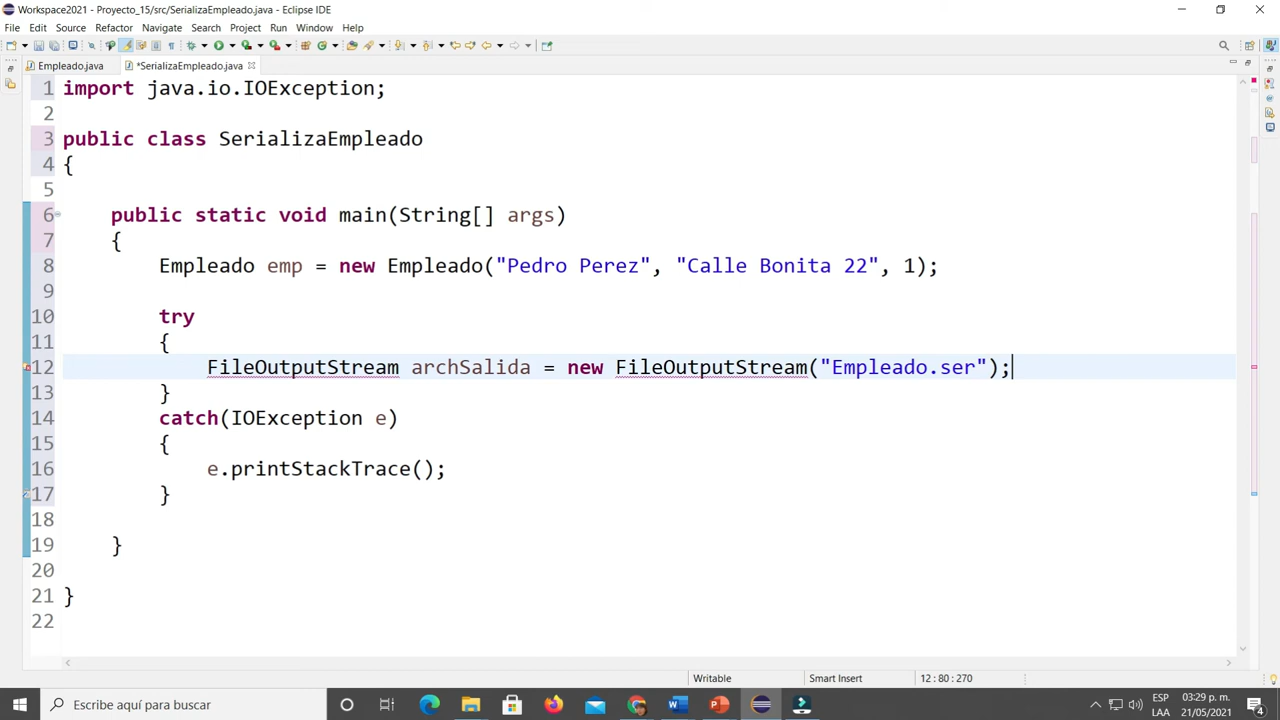 Workspace2021 - Proyecto_15/src/SerializaEmpleado.java - Eclipse IDE
File Edit Source Refactor Navigate Search Project Run Window Help
Empleado.java *SerializaEmpleado.java
1 import java.io.IOException;
2
3 public class SerializaEmpleado
4 {
5
6 public static void main(String[] args)
7 {
8 Empleado emp = new Empleado("Pedro Perez", "Calle Bonita 22", 1);
9
10 try
11 {
12 FileOutputStream archSalida = new FileOutputStream("Empleado.ser");
13 }
14 catch(IOException e)
15 {
16 e.printStackTrace();
17 }
18
19 }
20
21 }
22
Writable Smart Insert 12 : 80 : 270
Escribe aquí para buscar ESP 03:29 p. m.
LAA 21/05/2021 4